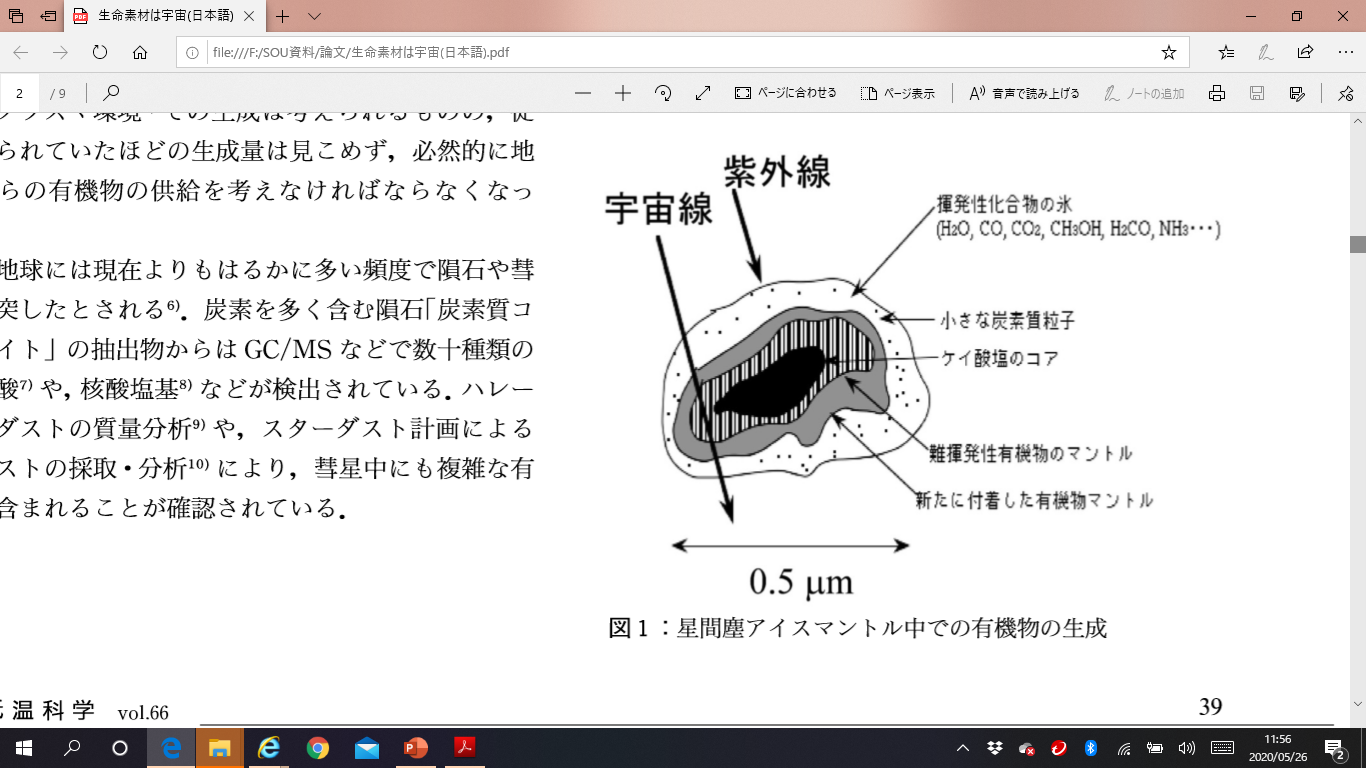 生命素材は宇宙(日本語)
file:///F:/SOU資料/論文/生命素材は宇宙(日本語).pdf
2 / 9
ページに合わせる
ページ表示
音声で読み上げる
ノートの追加
られていたほどの生成量は見こめず，必然的に地
らの有機物の供給を考えなければならなくなっ
地球には現在よりもはるかに多い頻度で隕石や彗
突したとされる⁶⁾．炭素を多く含む隕石「炭素質コ
イト」の抽出物からは GC/MS などで数十種類の
酸⁷⁾ や, 核酸塩基⁸⁾ などが検出されている．ハレー
ダストの質量分析⁹⁾ や，スターダスト計画による
ストの採取・分析¹⁰⁾ により，彗星中にも複雑な有
含まれることが確認されている．
紫外線
宇宙線
揮発性化合物の氷
(H2O, CO, CO2, CH3OH, H2CO, NH3･･･)
小さな炭素質粒子
ケイ酸塩のコア
難揮発性有機物のマントル
新たに付着した有機物マントル
0.5 μm
図1：星間塵アイスマントル中での有機物の生成
温科学 vol.66
39
11:56
2020/05/26
2